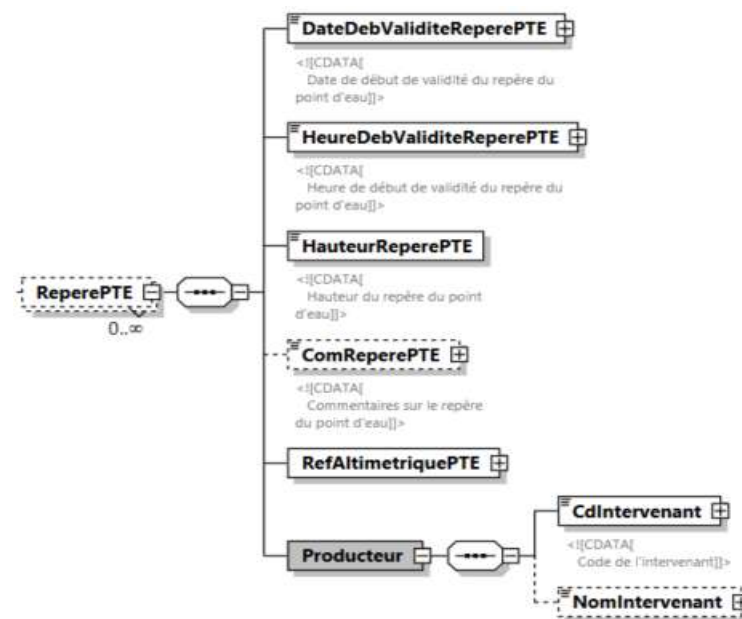 DateDebValiditeReperePTE
<![CDATA[
Date de début de validité du repère du
point d'eau]]>
HeureDebValiditeReperePTE
<![CDATA[
Heure de début de validité du repère du
point d'eau]]>
HauteurReperePTE
<![CDATA[
Hauteur du repère du point
d'eau]]>
ReperePTE
0..∞
ComReperePTE
<![CDATA[
Commentaires sur le repère
du point d'eau]]>
RefAltimetriquePTE
Producteur
CdIntervenant
<![CDATA[
Code de l'intervenant]]>
NomIntervenant